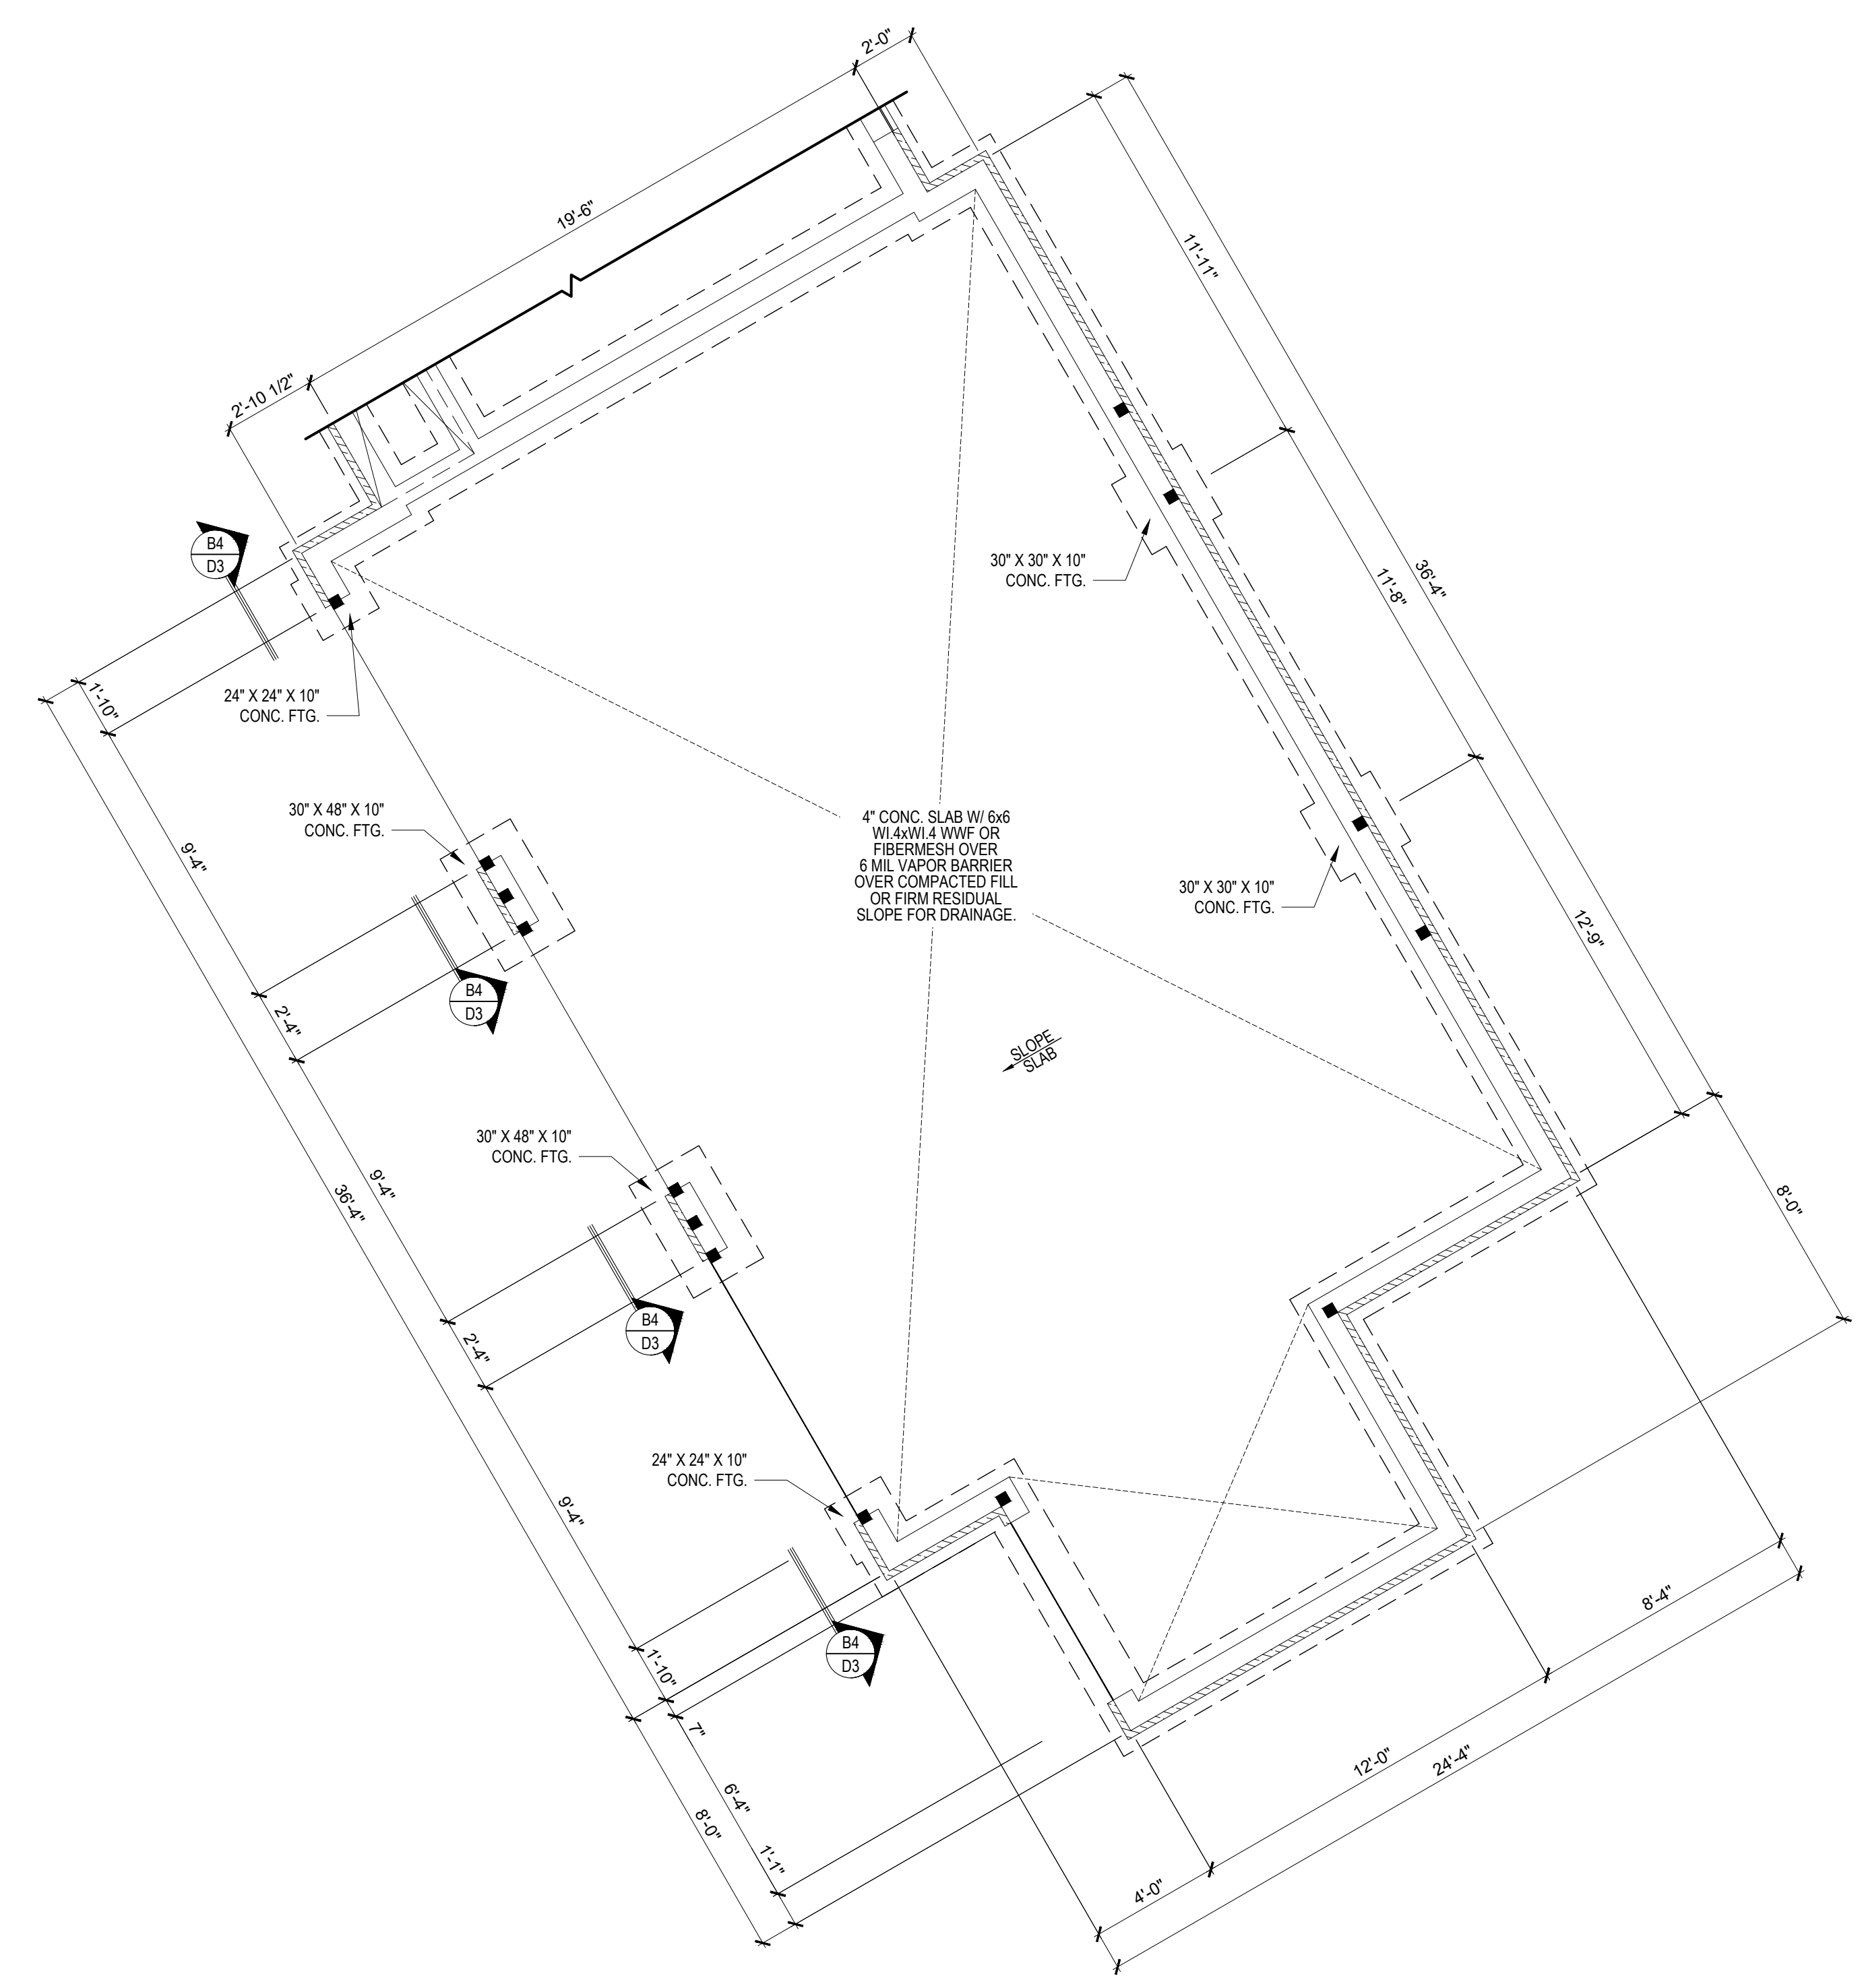 2'-0"
19'-6"
2'-10 1/2"
11'-11"
36'-4"
11'-8"
12'-9"
8'-0"
B4
D3
30" X 30" X 10"
CONC. FTG.
24" X 24" X 10"
CONC. FTG.
1'-10"
30" X 48" X 10"
CONC. FTG.
9'-4"
4" CONC. SLAB W/ 6x6
WI.4xWI.4 WWF OR
FIBERMESH OVER
6 MIL VAPOR BARRIER
OVER COMPACTED FILL
OR FIRM RESIDUAL
SLOPE FOR DRAINAGE.
30" X 30" X 10"
CONC. FTG.
B4
D3
2'-4"
SLOPE
SLAB
30" X 48" X 10"
CONC. FTG.
9'-4"
36'-4"
B4
D3
2'-4"
24" X 24" X 10"
CONC. FTG.
9'-4"
B4
D3
1'-10"
7"
6'-4"
8'-0"
1'-1"
8'-4"
12'-0"
24'-4"
4'-0"